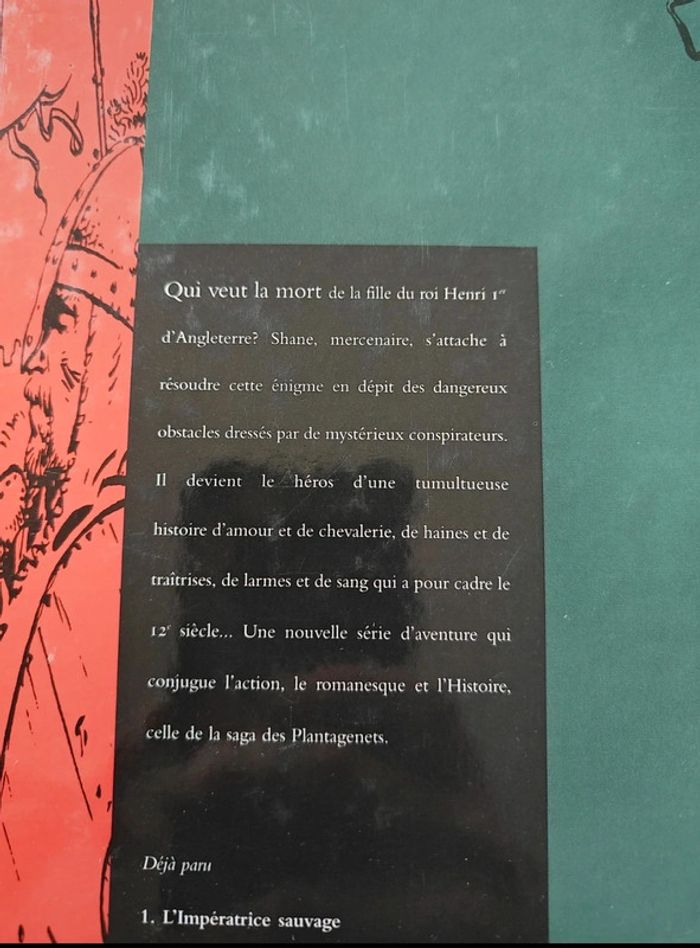 Qui veut la mort de la fille du roi Henri 1er
d'Angleterre? Shane, mercenaire, s'attache à
résoudre cette énigme en dépit des dangereux
obstacles dressés par de mystérieux conspirateurs.
Il devient le héros d'une tumultueuse
histoire d'amour et de chevalerie, de haines et de
traîtrises, de larmes et de sang qui a pour cadre le
12e siècle... Une nouvelle série d'aventure qui
conjugue l'action, le romanesque et l'Histoire,
celle de la saga des Plantagenets.
Déjà paru
1. L'Impératrice sauvage